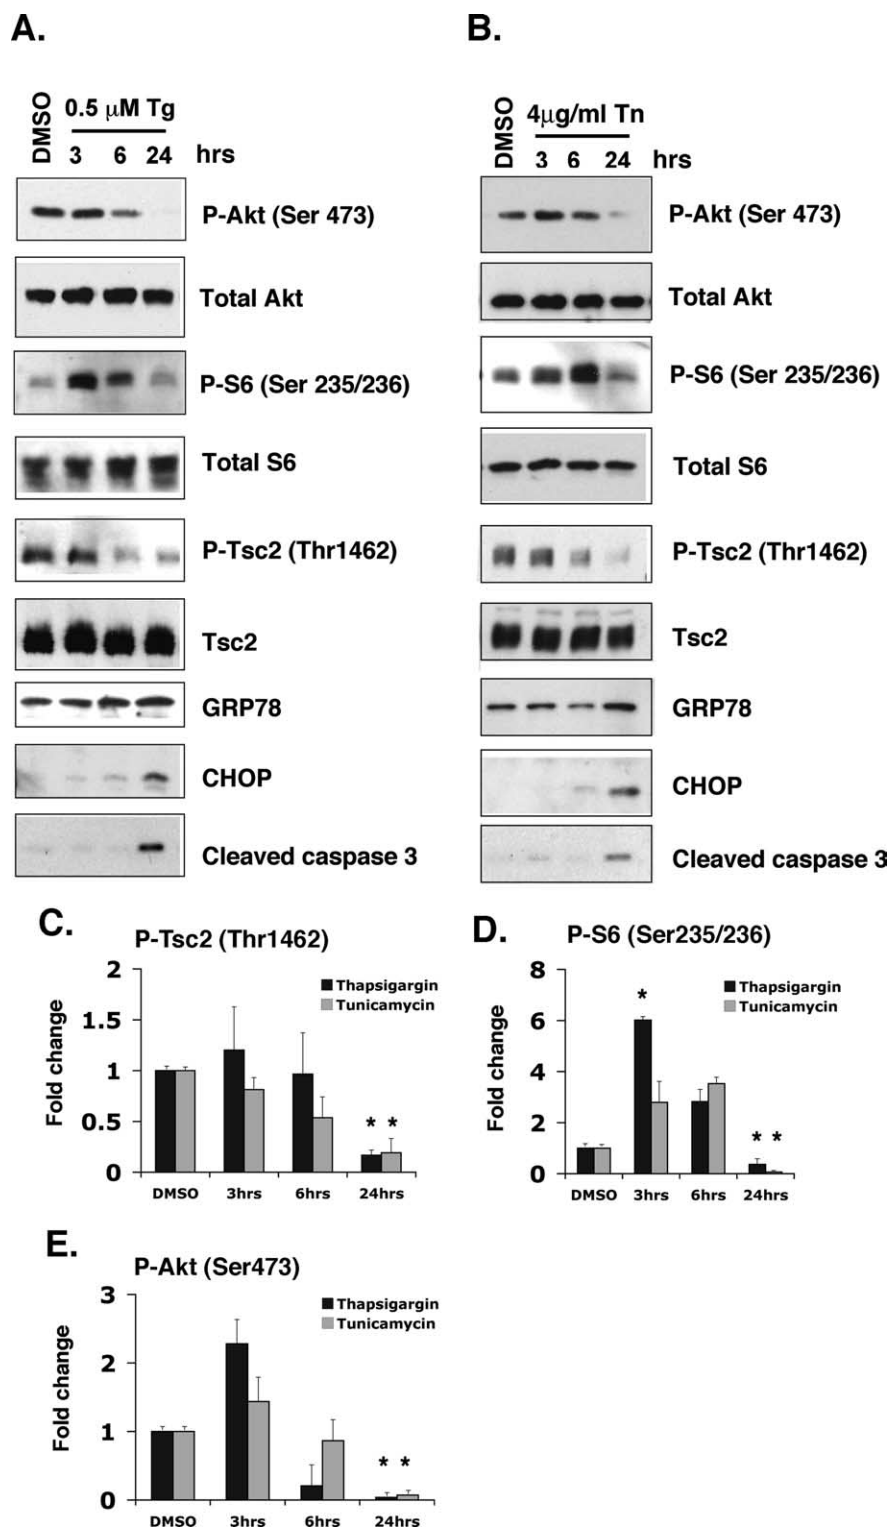 A.
DMSO
0.5 μM Tg
3 6 24 hrs
P-Akt (Ser 473)
Total Akt
P-S6 (Ser 235/236)
Total S6
P-Tsc2 (Thr1462)
Tsc2
GRP78
CHOP
Cleaved caspase 3
B.
DMSO
4μg/ml Tn
3 6 24 hrs
P-Akt (Ser 473)
Total Akt
P-S6 (Ser 235/236)
Total S6
P-Tsc2 (Thr1462)
Tsc2
GRP78
CHOP
Cleaved caspase 3
C.
P-Tsc2 (Thr1462)
Fold change
2
1.5
1
0.5
0
Thapsigargin
Tunicamycin
* *
DMSO 3hrs 6hrs 24hrs
D.
P-S6 (Ser235/236)
Fold change
8
6
4
2
0
Thapsigargin
Tunicamycin
*
* *
DMSO 3hrs 6hrs 24hrs
E.
P-Akt (Ser473)
Fold change
3
2
1
0
Thapsigargin
Tunicamycin
* *
DMSO 3hrs 6hrs 24hrs